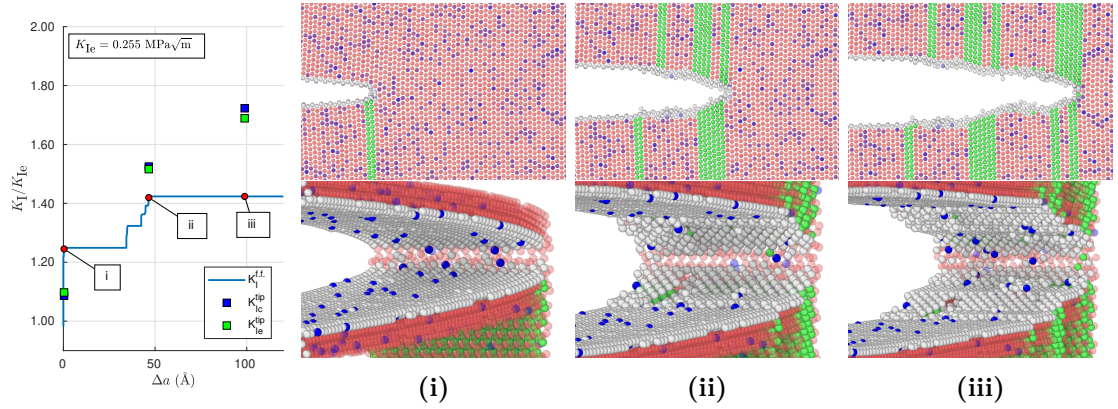 2.00
1.80
1.60
1.40
1.20
1.00
K_I/K_Ie
K_Ie = 0.255 MPa√m
i
ii
iii
K_I^f.f.
K_Ic^tip
K_Ie^tip
0
50
100
Δa (Å)
(i)
(ii)
(iii)